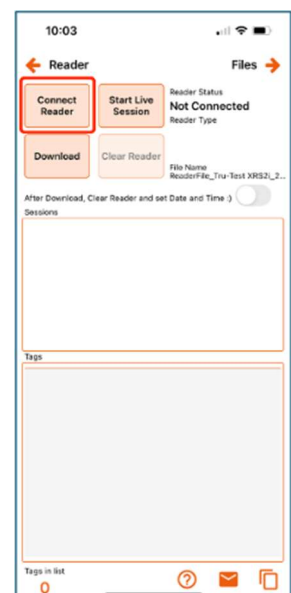 10:03
Reader
Files
Connect Reader
Start Live Session
Reader Status
Not Connected
Reader Type
Download
Clear Reader
File Name
ReaderFile_Tru-Test XRS2i_2...
After Download, Clear Reader and set Date and Time :)
Sessions
Tags
Tags in list
0